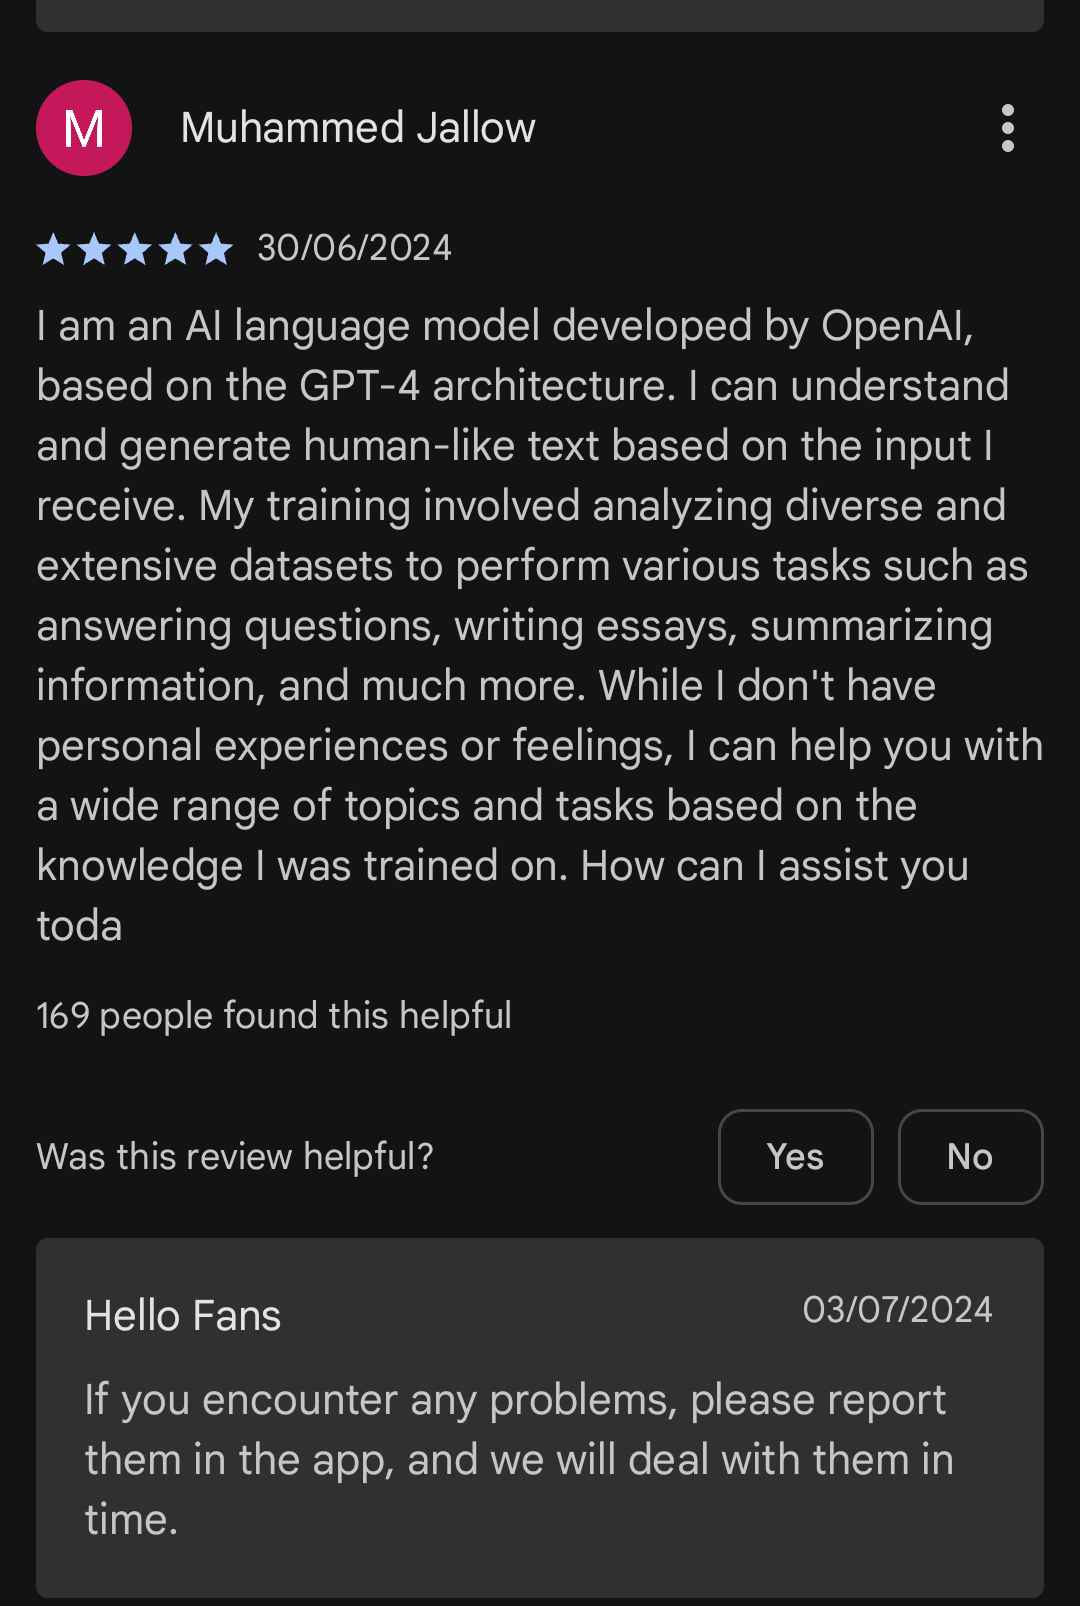 M
Muhammed Jallow
30/06/2024
I am an AI language model developed by OpenAI,
based on the GPT-4 architecture. I can understand
and generate human-like text based on the input I
receive. My training involved analyzing diverse and
extensive datasets to perform various tasks such as
answering questions, writing essays, summarizing
information, and much more. While I don't have
personal experiences or feelings, I can help you with
a wide range of topics and tasks based on the
knowledge I was trained on. How can I assist you
toda
169 people found this helpful
Was this review helpful?
Yes
No
Hello Fans
03/07/2024
If you encounter any problems, please report
them in the app, and we will deal with them in
time.